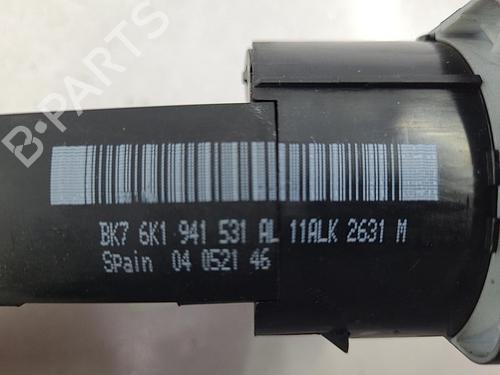 B-PARTS
BK7 6K1 941 531 AL 11ALK 2631 M
Spain 04 0521 46